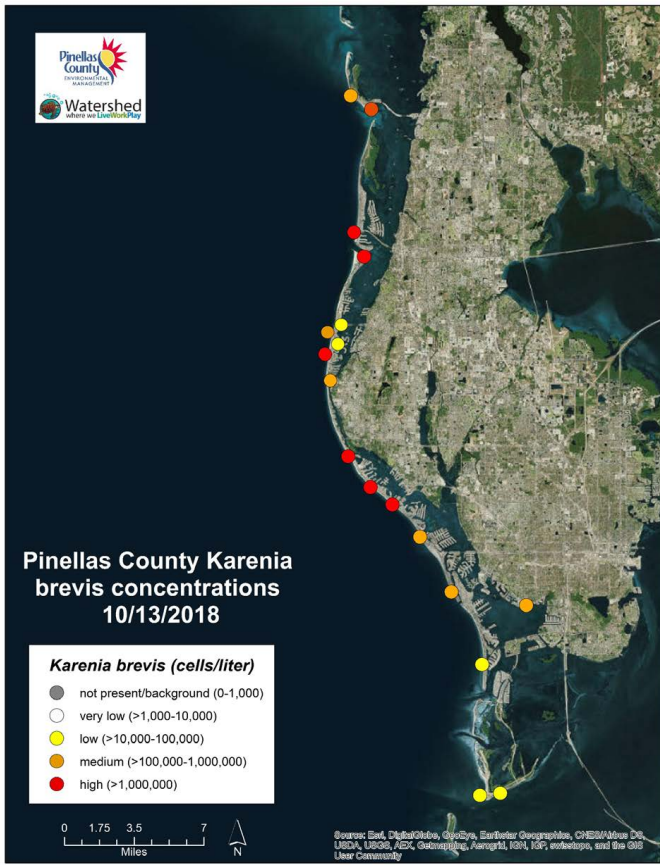 Pinellas
County
ENVIRONMENTAL
MANAGEMENT
Watershed
where we LiveWorkPlay
Pinellas County Karenia
brevis concentrations
10/13/2018
Karenia brevis (cells/liter)
not present/background (0-1,000)
very low (>1,000-10,000)
low (>10,000-100,000)
medium (>100,000-1,000,000)
high (>1,000,000)
0 1.75 3.5 7
Miles
N
Source: Esri, DigitalGlobe, GeoEye, Earthstar Geographics, CNES/Airbus DS,
USDA, USGS, AEX, Getmapping, Aerogrid, IGN, IGP, swisstopo, and the GIS
User Community